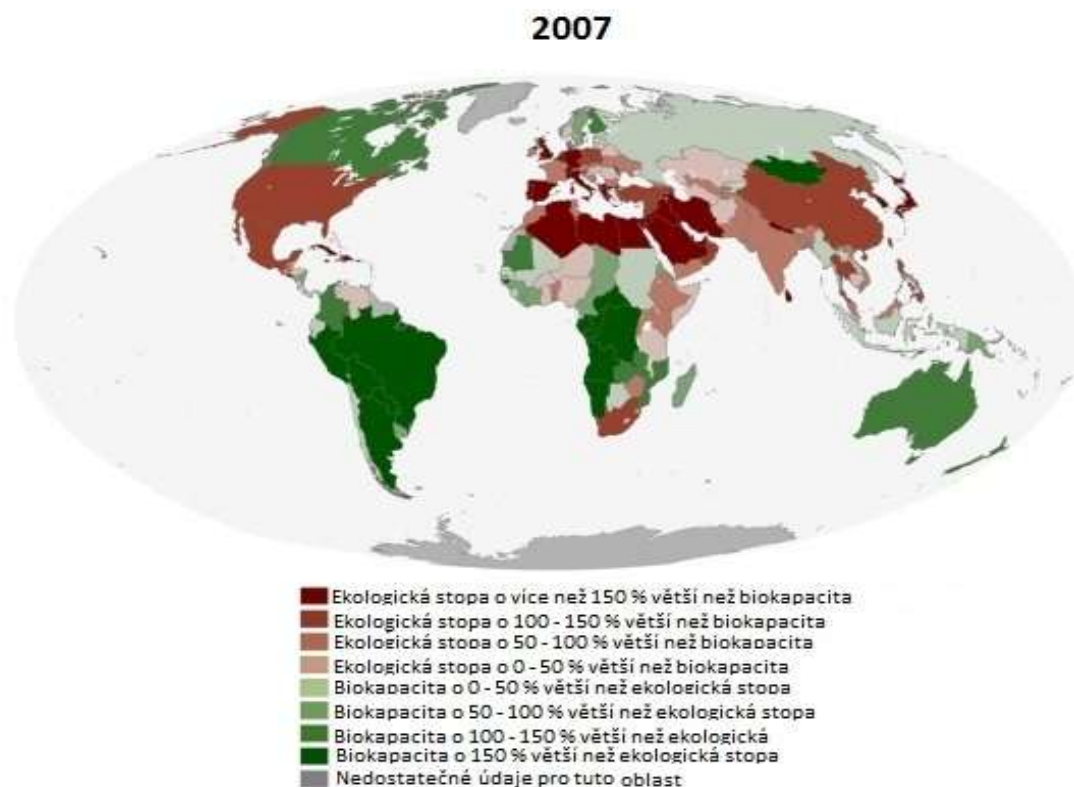 2007
Ekologická stopa o více než 150 % větší než biokapacita
Ekologická stopa o 100 - 150 % větší než biokapacita
Ekologická stopa o 50 - 100 % větší než biokapacita
Ekologická stopa o 0 - 50 % větší než biokapacita
Biokapacita o 0 - 50 % větší než ekologická stopa
Biokapacita o 50 - 100 % větší než ekologická stopa
Biokapacita o 100 - 150 % větší než ekologická
Biokapacita o 150 % větší než ekologická stopa
Nedostatečné údaje pro tuto oblast